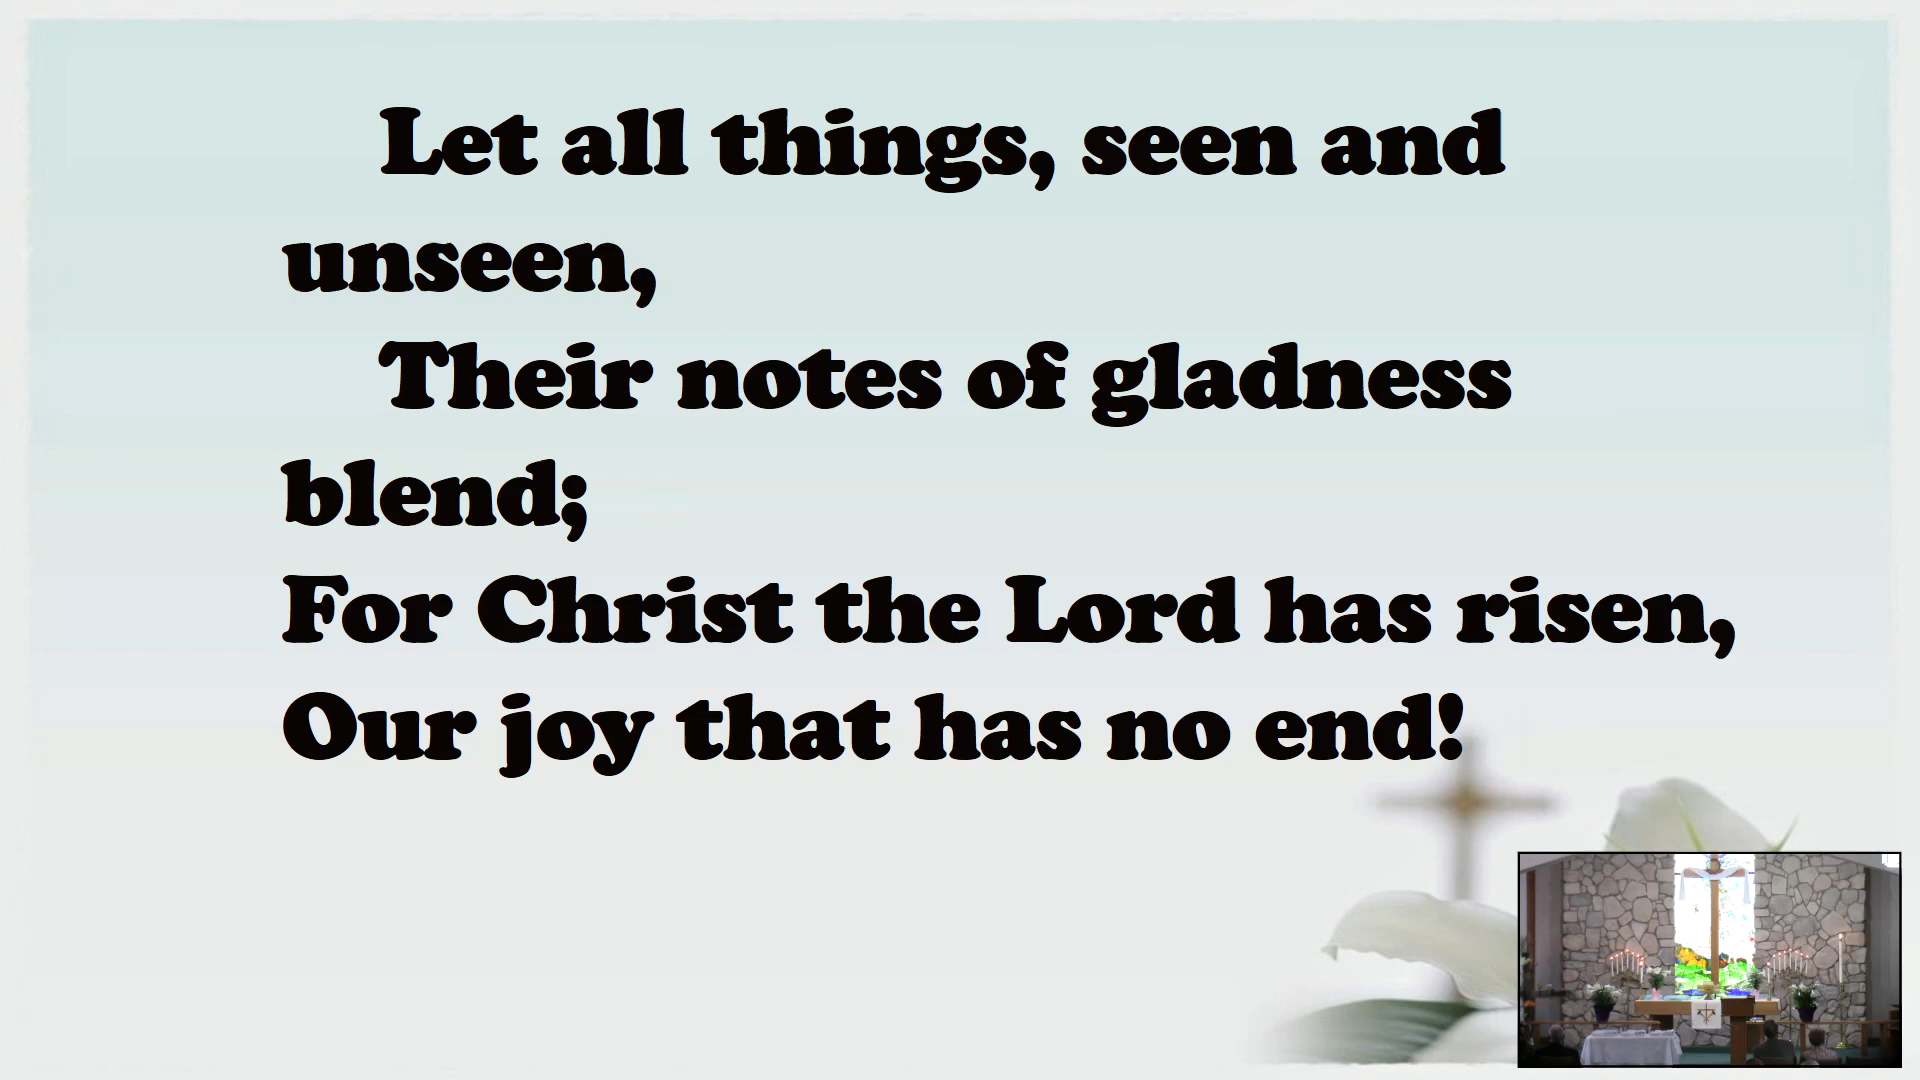 Let all things, seen and
unseen,
Their notes of gladness
blend;
For Christ the Lord has risen,
Our joy that has no end!